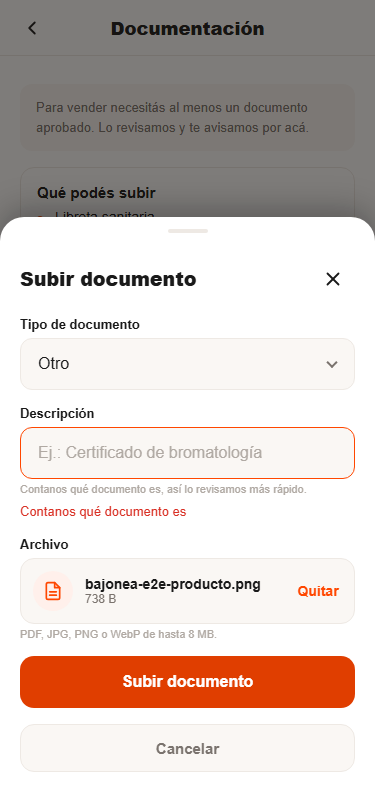 Documentación
Para vender necesitás al menos un documento
aprobado. Lo revisamos y te avisamos por acá.
Qué podés subir
Libreta sanitaria
Subir documento
Tipo de documento
Otro
Descripción
Ej.: Certificado de bromatología
Contanos qué documento es, así lo revisamos más rápido.
Contanos qué documento es
Archivo
bajonea-e2e-producto.png
738 B
Quitar
PDF, JPG, PNG o WebP de hasta 8 MB.
Subir documento
Cancelar